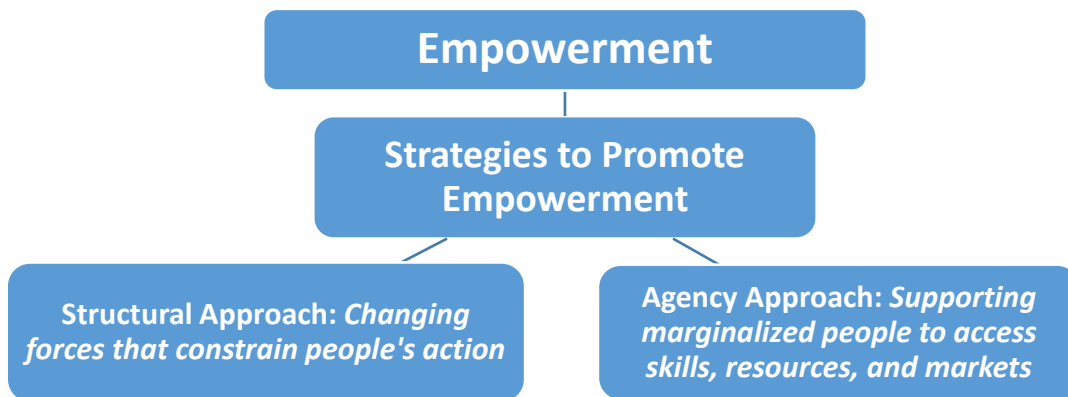 Empowerment
Strategies to Promote
Empowerment
Structural Approach: Changing
forces that constrain people's action
Agency Approach: Supporting
marginalized people to access
skills, resources, and markets